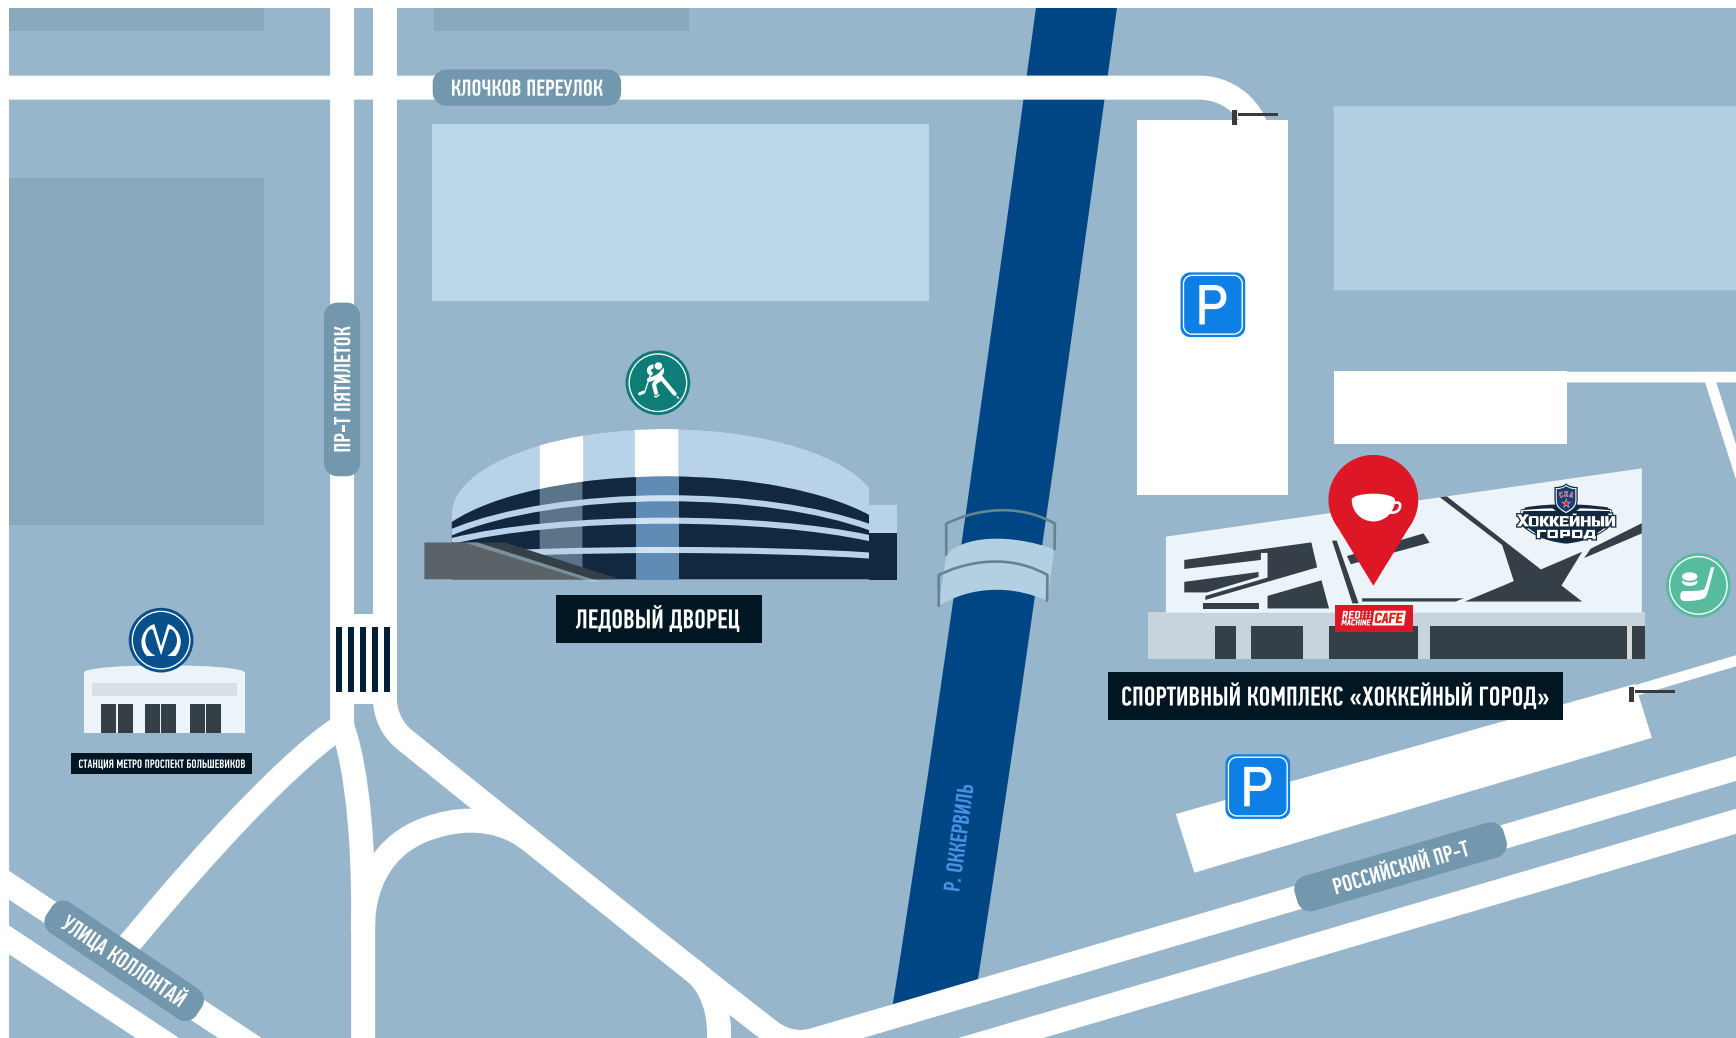 КЛОЧКОВ ПЕРЕУЛОК
P
ПР-Т ПЯТИЛЕТОК
СКА
ХОККЕЙНЫЙ
ГОРОД
ЛЕДОВЫЙ ДВОРЕЦ
RED
MACHINE
CAFE
СПОРТИВНЫЙ КОМПЛЕКС «ХОККЕЙНЫЙ ГОРОД»
СТАНЦИЯ МЕТРО ПРОСПЕКТ БОЛЬШЕВИКОВ
P
Р. ОККЕРВИЛЬ
РОССИЙСКИЙ ПР-Т
УЛИЦА КОЛЛОНТАЙ